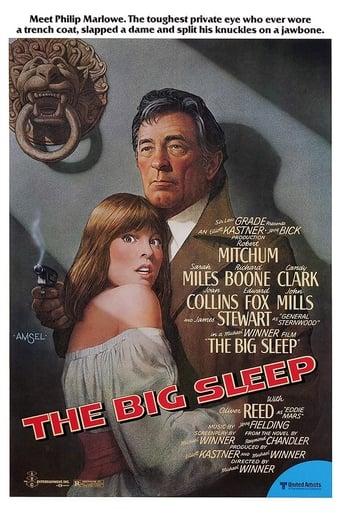 Meet Philip Marlowe. The toughest private eye who ever wore
a trench coat, slapped a dame and split his knuckles on a jawbone.
Sir Lew GRADE Presents
AN Elliott KASTNER - Jerry BICK
PRODUCTION
Robert
MITCHUM
Sarah Richard Candy
MILES BOONE CLARK
Joan Edward John
COLLINS FOX MILLS
AND James STEWART as "GENERAL STERNWOOD"
in a Michael WINNER FILM
"THE BIG SLEEP"
AMSEL
THE BIG SLEEP
With
Oliver REED as "EDDIE MARS"
MUSIC BY Jerry FIELDING
SCREENPLAY BY Michael WINNER
FROM THE NOVEL BY Raymond CHANDLER
PRODUCED BY
Elliott KASTNER AND Michael WINNER
DIRECTED BY
Michael WINNER
R
United Artists